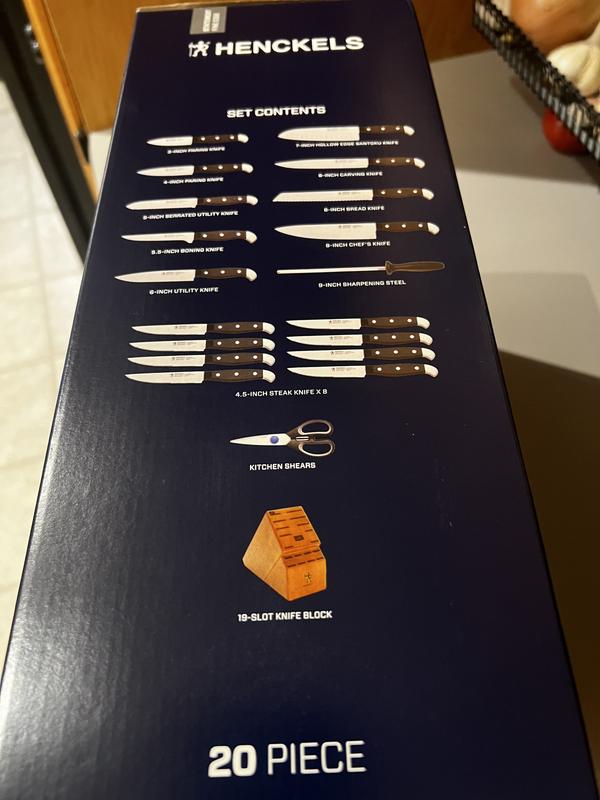 HENCKELS
SET CONTENTS
3-INCH PARING KNIFE
7-INCH HOLLOW EDGE SANTOKU KNIFE
4-INCH PARING KNIFE
8-INCH CARVING KNIFE
5-INCH SERRATED UTILITY KNIFE
8-INCH BREAD KNIFE
5.5-INCH BONING KNIFE
8-INCH CHEF'S KNIFE
6-INCH UTILITY KNIFE
9-INCH SHARPENING STEEL
4.5-INCH STEAK KNIFE X 8
KITCHEN SHEARS
19-SLOT KNIFE BLOCK
20 PIECE